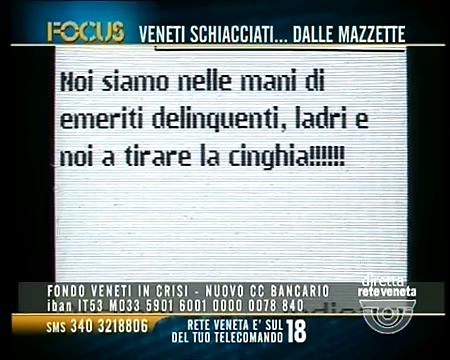 FOCUS VENETI SCHIACCIATI... DALLE MAZZETTE
Noi siamo nelle mani di
emeriti delinquenti, ladri e
noi a tirare la cinghia!!!!!!
FONDO VENETI IN CRISI - NUOVO CC BANCARIO
iban IT53 M033 5901 6001 0000 0078 840
diretta
reteveneta
SMS 340 3218806
RETE VENETA E' SUL
DEL TUO TELECOMANDO 18